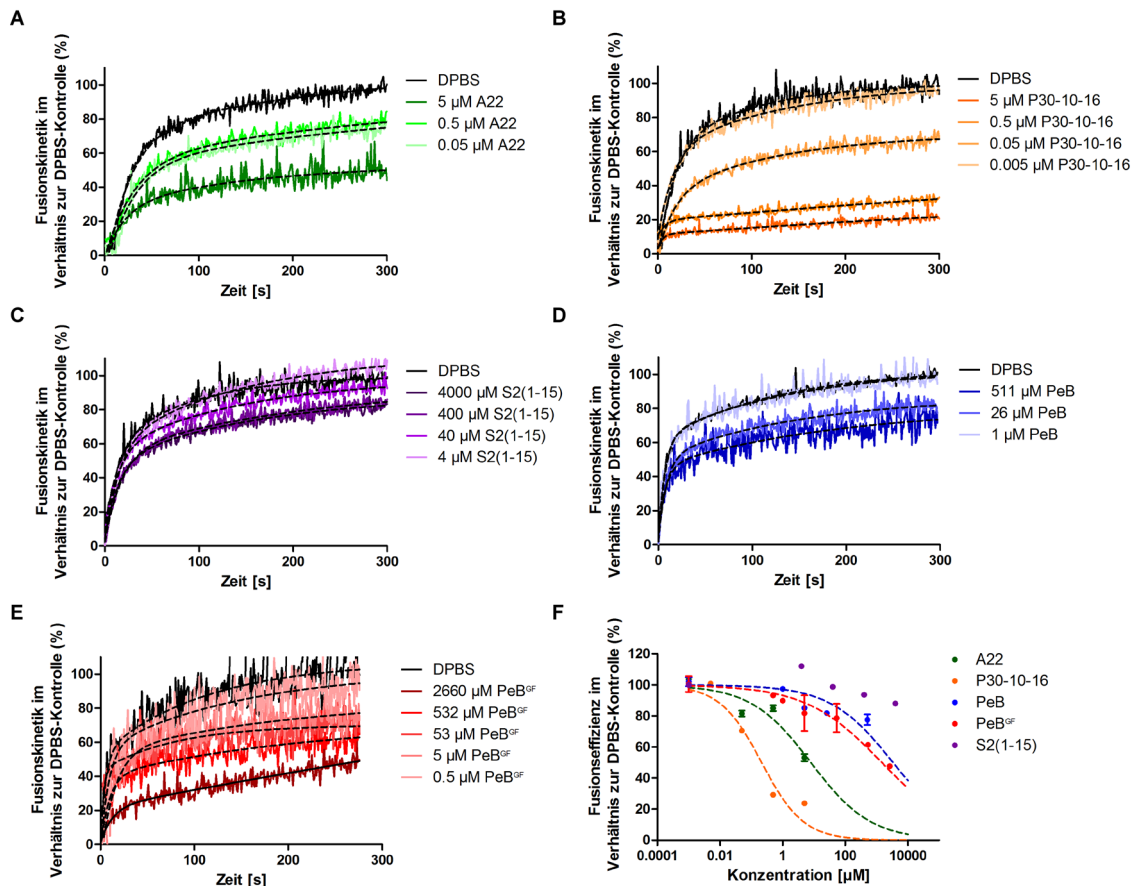 A
Fusionskinetik im
Verhältnis zur DPBS-Kontrolle (%)
100
80
60
40
20
0
0
100
200
300
Zeit [s]
DPBS
5 µM A22
0.5 µM A22
0.05 µM A22
B
Fusionskinetik im
Verhältnis zur DPBS-Kontrolle (%)
100
80
60
40
20
0
0
100
200
300
Zeit [s]
DPBS
5 µM P30-10-16
0.5 µM P30-10-16
0.05 µM P30-10-16
0.005 µM P30-10-16
C
Fusionskinetik im
Verhältnis zur DPBS-Kontrolle (%)
100
80
60
40
20
0
0
100
200
300
Zeit [s]
DPBS
4000 µM S2(1-15)
400 µM S2(1-15)
40 µM S2(1-15)
4 µM S2(1-15)
D
Fusionskinetik im
Verhältnis zur DPBS-Kontrolle (%)
100
80
60
40
20
0
0
100
200
300
Zeit [s]
DPBS
511 µM PeB
26 µM PeB
1 µM PeB
E
Fusionskinetik im
Verhältnis zur DPBS-Kontrolle (%)
100
80
60
40
20
0
0
100
200
300
Zeit [s]
DPBS
2660 µM PeBGF
532 µM PeBGF
53 µM PeBGF
5 µM PeBGF
0.5 µM PeBGF
F
Fusionseffizienz im
Verhältnis zur DPBS-Kontrolle (%)
120
100
80
60
40
20
0
0.0001
0.01
1
100
10000
Konzentration [µM]
A22
P30-10-16
PeB
PeBGF
S2(1-15)